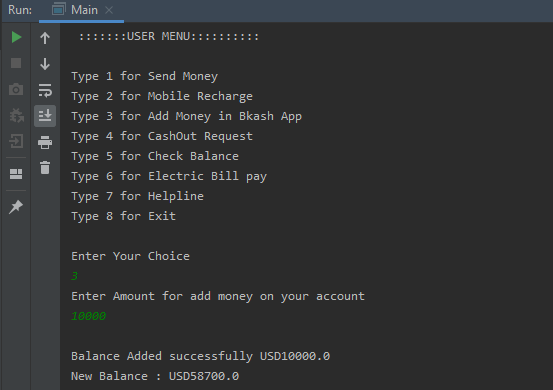 Run: Main
:::::::USER MENU::::::::::
Type 1 for Send Money
Type 2 for Mobile Recharge
Type 3 for Add Money in Bkash App
Type 4 for CashOut Request
Type 5 for Check Balance
Type 6 for Electric Bill pay
Type 7 for Helpline
Type 8 for Exit
Enter Your Choice
3
Enter Amount for add money on your account
10000
Balance Added successfully USD10000.0
New Balance : USD58700.0